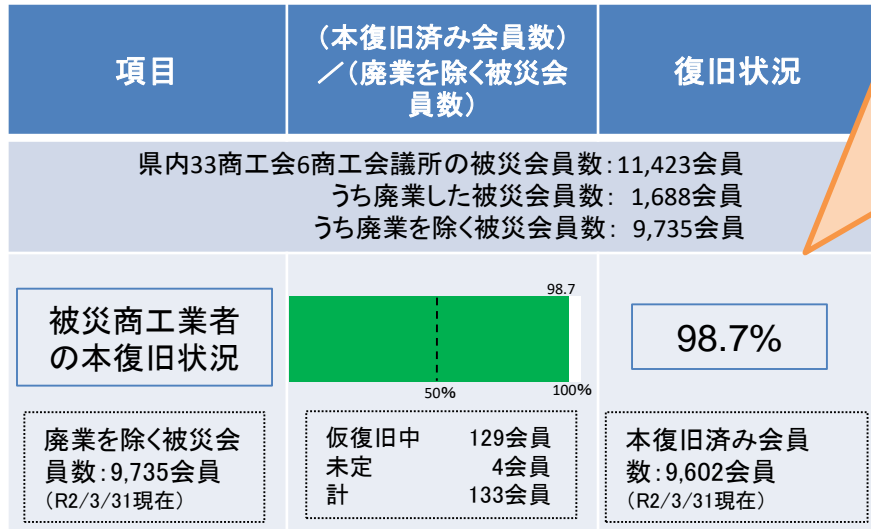 項目
(本復旧済み会員数)
／(廃業を除く被災会
員数)
復旧状況
県内33商工会6商工会議所の被災会員数：11,423会員
うち廃業した被災会員数： 1,688会員
うち廃業を除く被災会員数： 9,735会員
被災商工業者
の本復旧状況
98.7
50%
100%
98.7%
廃業を除く被災会
員数：9,735会員
(R2/3/31現在)
仮復旧中 129会員
未定 4会員
計 133会員
本復旧済み会員
数：9,602会員
(R2/3/31現在)